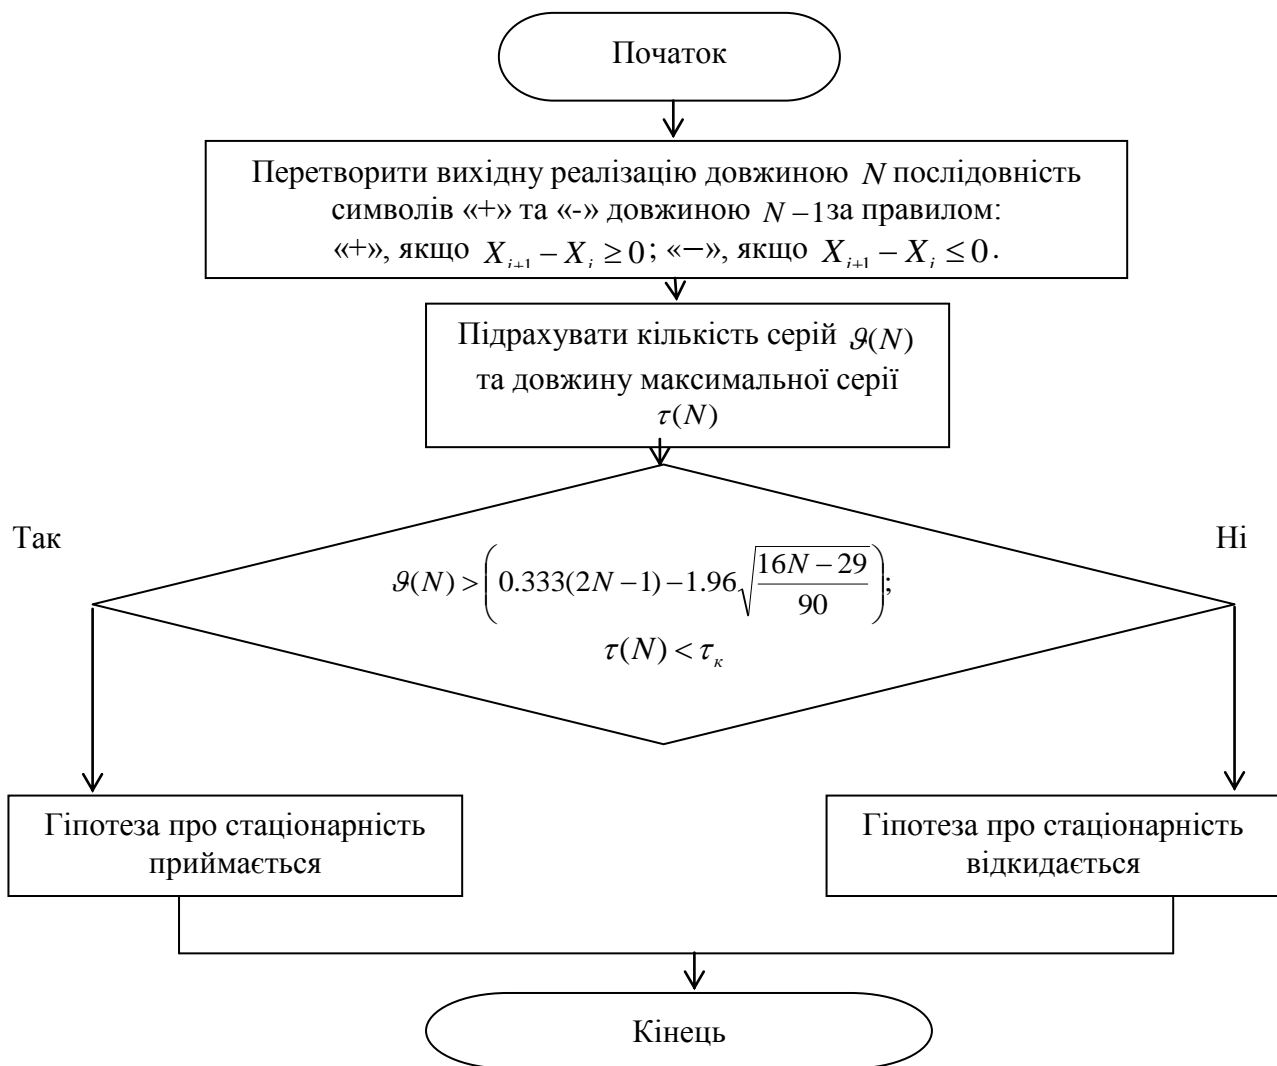 Початок
Перетворити вихідну реалізацію довжиною N послідовність
символів «+» та «-» довжиною N −1за правилом:
«+», якщо X_{i+1} − X_i ≥ 0; «−», якщо X_{i+1} − X_i ≤ 0.
Підрахувати кількість серій ϑ(N)
та довжину максимальної серії
τ(N)
Так
Ні
ϑ(N) > (0.333(2N −1) −1.96√((16N − 29)/90));
τ(N) < τ_к
Гіпотеза про стаціонарність
приймається
Гіпотеза про стаціонарність
відкидається
Кінець